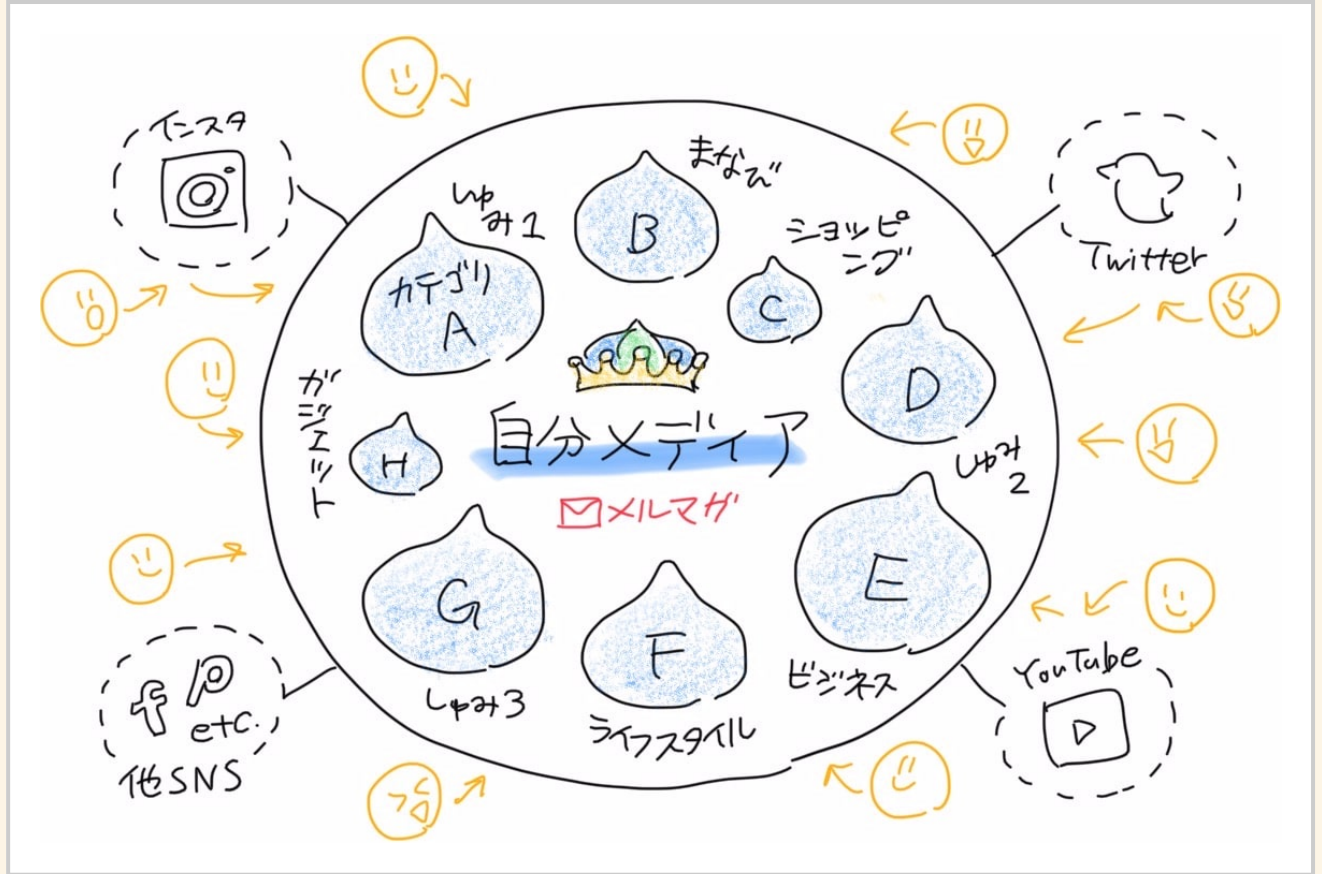 インスタ
しゅ
み1
まなび
ショッピ
ング
Twitter
カテゴリ
A
B
C
D
しゅみ
2
ガジェット
H
自分メディア
メルマガ
E
ビジネス
G
しゅみ3
F
ライフスタイル
f P
etc.
他SNS
YouTube